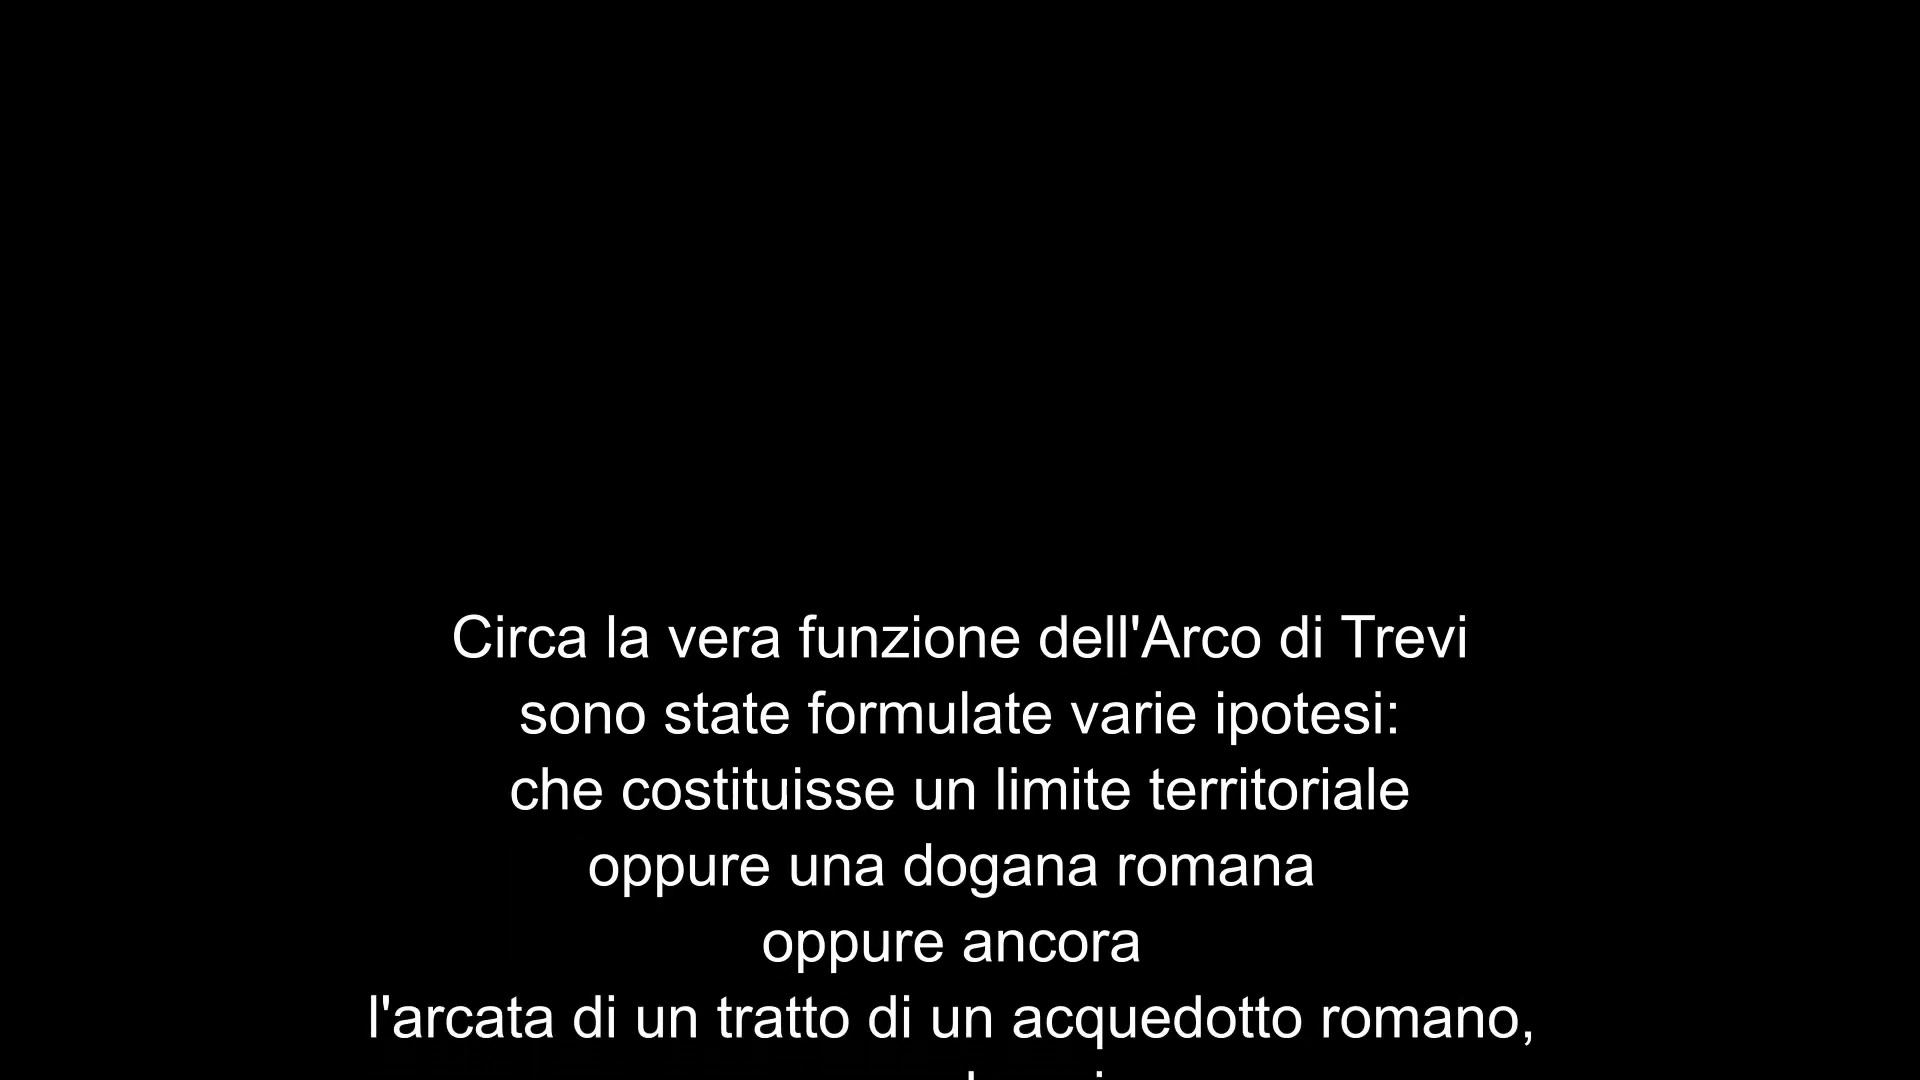 Circa la vera funzione dell'Arco di Trevi
sono state formulate varie ipotesi:
che costituisse un limite territoriale
oppure una dogana romana
oppure ancora
l'arcata di un tratto di un acquedotto romano,